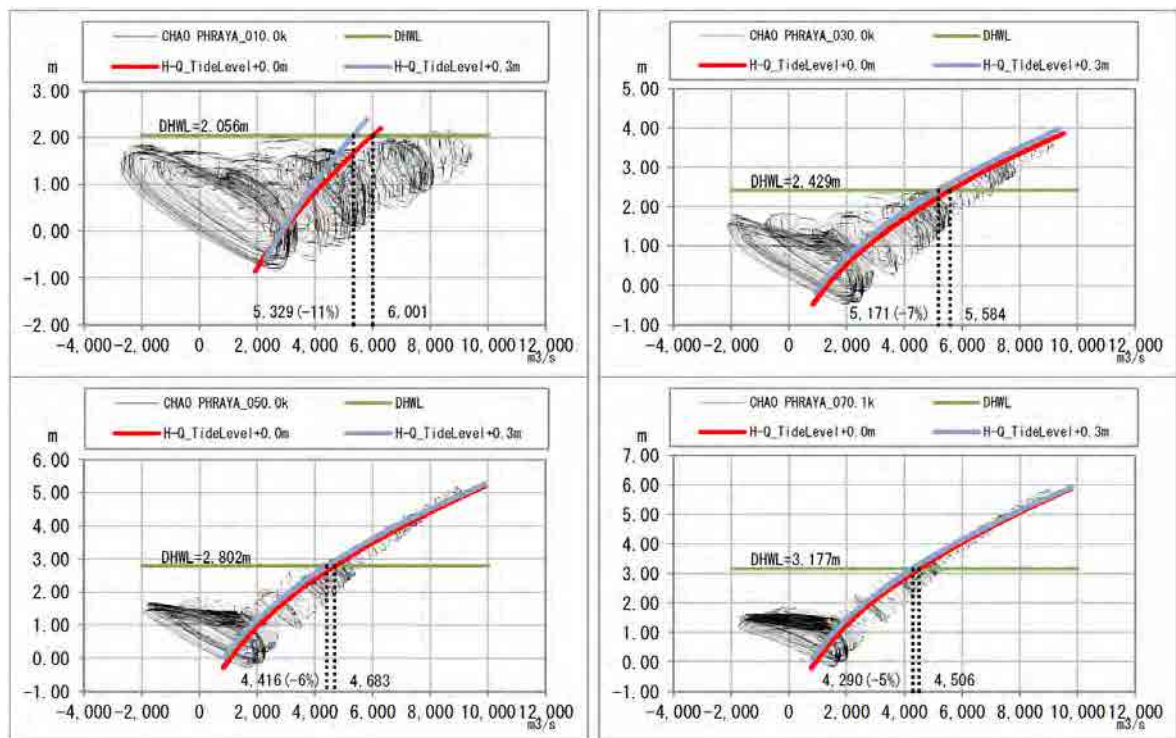 CHAO PHRAYA_010.0k DHWL
H-Q_TideLevel+0.0m H-Q_TideLevel+0.3m
m
3.00
2.00
1.00
0.00
-1.00
-2.00
DHWL=2.056m
5,329(-11%) 6,001
-4,000 -2,000 0 2,000 4,000 6,000 8,000 10,000 12,000
m3/s
CHAO PHRAYA_030.0k DHWL
H-Q_TideLevel+0.0m H-Q_TideLevel+0.3m
m
5.00
4.00
3.00
2.00
1.00
0.00
-1.00
DHWL=2.429m
5,171(-7%) 5,584
-4,000 -2,000 0 2,000 4,000 6,000 8,000 10,000 12,000
m3/s
CHAO PHRAYA_050.0k DHWL
H-Q_TideLevel+0.0m H-Q_TideLevel+0.3m
m
6.00
5.00
4.00
3.00
2.00
1.00
0.00
-1.00
DHWL=2.802m
4,416(-6%) 4,683
-4,000 -2,000 0 2,000 4,000 6,000 8,000 10,000 12,000
m3/s
CHAO PHRAYA_070.1k DHWL
H-Q_TideLevel+0.0m H-Q_TideLevel+0.3m
m
7.00
6.00
5.00
4.00
3.00
2.00
1.00
0.00
-1.00
DHWL=3.177m
4,290(-5%) 4,506
-4,000 -2,000 0 2,000 4,000 6,000 8,000 10,000 12,000
m3/s